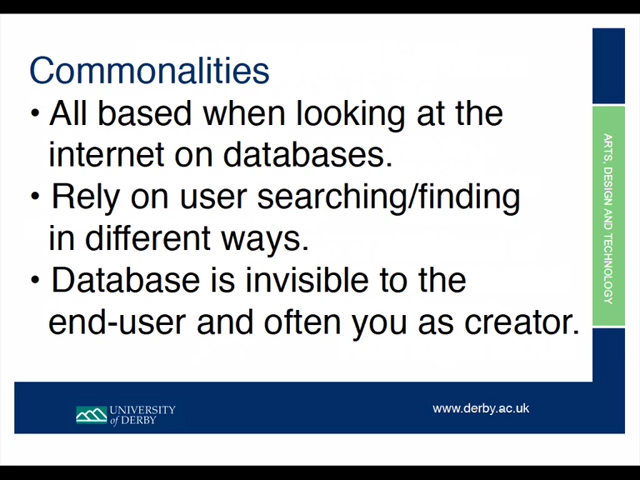 Commonalities
• All based when looking at the
internet on databases.
• Rely on user searching/finding
in different ways.
• Database is invisible to the
end-user and often you as creator.
ARTS, DESIGN AND TECHNOLOGY
UNIVERSITY
of DERBY
www.derby.ac.uk